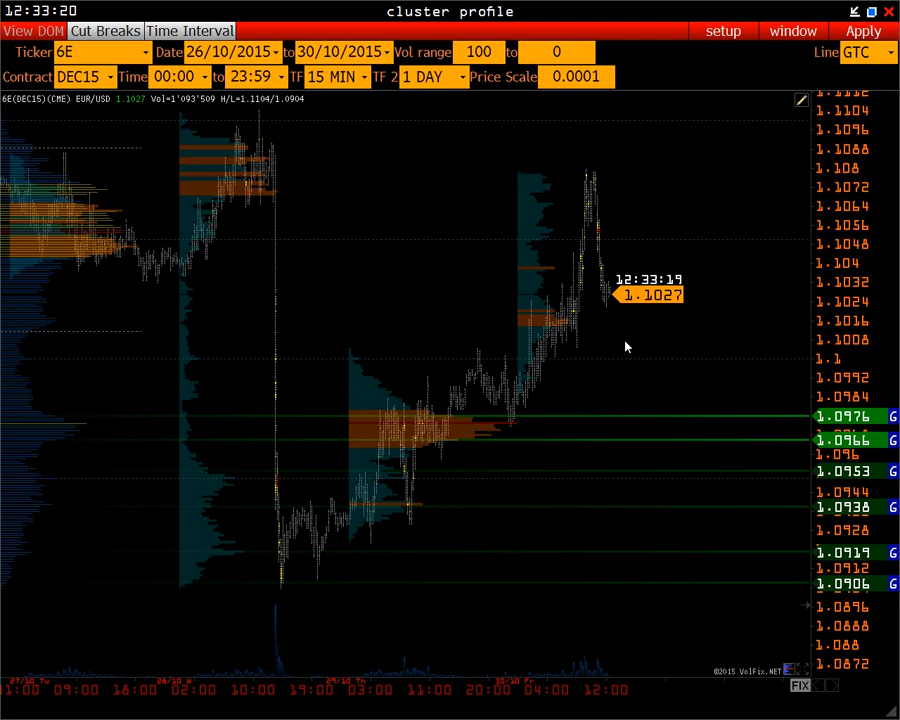 12:33:20 cluster profile
View DOM Cut Breaks Time Interval setup window Apply
Ticker 6E Date 26/10/2015 to 30/10/2015 Vol range 100 to 0 Line GTC
Contract DEC15 Time 00:00 to 23:59 TF 15 MIN TF 2 1 DAY Price Scale 0.0001
6E(DEC15)(CME) EUR/USD 1.1027 Vol=1'093'509 H/L=1.1104/1.0904
1.1112
1.1104
1.1096
1.1088
1.108
1.1072
1.1064
1.1056
1.1048
1.104
1.1032
1.1024
1.1016
1.1008
1.1
1.0992
1.0984
12:33:19
1.1027
1.0976 G
1.0966 G
1.096
1.0953 G
1.0944
1.0938 G
1.0928
1.0919 G
1.0912
1.0906 G
1.0896
1.0888
1.088
1.0872
©2015 VolFix.NET
27/10 Tu 28/10 W 29/10 Th 30/10 Fr
09:00 18:00 02:00 10:00 19:00 03:00 11:00 20:00 04:00 12:00
FIX